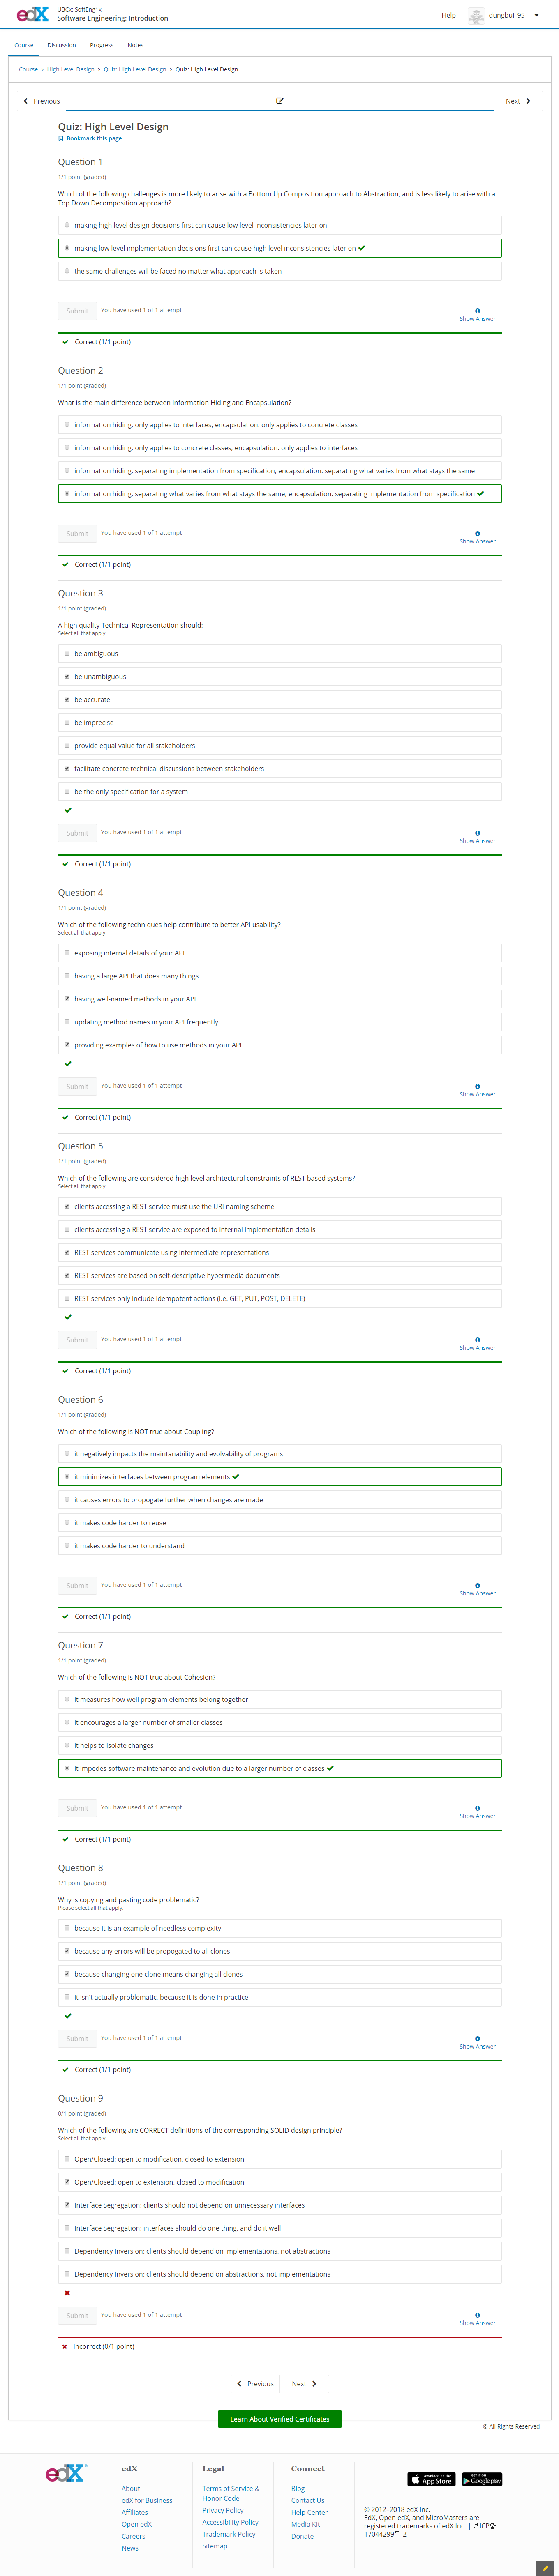 edX
UBCx: SoftEng1x
Software Engineering: Introduction
Help
dungbui_95
Course
Discussion
Progress
Notes
Course › High Level Design › Quiz: High Level Design › Quiz: High Level Design
Previous
Next
Quiz: High Level Design
Bookmark this page
Question 1
1/1 point (graded)
Which of the following challenges is more likely to arise with a Bottom Up Composition approach to Abstraction, and is less likely to arise with a
Top Down Decomposition approach?
making high level design decisions first can cause low level inconsistencies later on
making low level implementation decisions first can cause high level inconsistencies later on ✔
the same challenges will be faced no matter what approach is taken
Submit
You have used 1 of 1 attempt
Show Answer
✔ Correct (1/1 point)
Question 2
1/1 point (graded)
What is the main difference between Information Hiding and Encapsulation?
information hiding: only applies to interfaces; encapsulation: only applies to concrete classes
information hiding: only applies to concrete classes; encapsulation: only applies to interfaces
information hiding: separating implementation from specification; encapsulation: separating what varies from what stays the same
information hiding: separating what varies from what stays the same; encapsulation: separating implementation from specification ✔
Submit
You have used 1 of 1 attempt
Show Answer
✔ Correct (1/1 point)
Question 3
1/1 point (graded)
A high quality Technical Representation should:
Select all that apply.
be ambiguous
be unambiguous
be accurate
be imprecise
provide equal value for all stakeholders
facilitate concrete technical discussions between stakeholders
be the only specification for a system
✔
Submit
You have used 1 of 1 attempt
Show Answer
✔ Correct (1/1 point)
Question 4
1/1 point (graded)
Which of the following techniques help contribute to better API usability?
Select all that apply.
exposing internal details of your API
having a large API that does many things
having well-named methods in your API
updating method names in your API frequently
providing examples of how to use methods in your API
✔
Submit
You have used 1 of 1 attempt
Show Answer
✔ Correct (1/1 point)
Question 5
1/1 point (graded)
Which of the following are considered high level architectural constraints of REST based systems?
Select all that apply.
clients accessing a REST service must use the URI naming scheme
clients accessing a REST service are exposed to internal implementation details
REST services communicate using intermediate representations
REST services are based on self-descriptive hypermedia documents
REST services only include idempotent actions (i.e. GET, PUT, POST, DELETE)
✔
Submit
You have used 1 of 1 attempt
Show Answer
✔ Correct (1/1 point)
Question 6
1/1 point (graded)
Which of the following is NOT true about Coupling?
it negatively impacts the maintanability and evolvability of programs
it minimizes interfaces between program elements ✔
it causes errors to propogate further when changes are made
it makes code harder to reuse
it makes code harder to understand
Submit
You have used 1 of 1 attempt
Show Answer
✔ Correct (1/1 point)
Question 7
1/1 point (graded)
Which of the following is NOT true about Cohesion?
it measures how well program elements belong together
it encourages a larger number of smaller classes
it helps to isolate changes
it impedes software maintenance and evolution due to a larger number of classes ✔
Submit
You have used 1 of 1 attempt
Show Answer
✔ Correct (1/1 point)
Question 8
1/1 point (graded)
Why is copying and pasting code problematic?
Please select all that apply.
because it is an example of needless complexity
because any errors will be propogated to all clones
because changing one clone means changing all clones
it isn't actually problematic, because it is done in practice
✔
Submit
You have used 1 of 1 attempt
Show Answer
✔ Correct (1/1 point)
Question 9
0/1 point (graded)
Which of the following are CORRECT definitions of the corresponding SOLID design principle?
Select all that apply.
Open/Closed: open to modification, closed to extension
Open/Closed: open to extension, closed to modification
Interface Segregation: clients should not depend on unnecessary interfaces
Interface Segregation: interfaces should do one thing, and do it well
Dependency Inversion: clients should depend on implementations, not abstractions
Dependency Inversion: clients should depend on abstractions, not implementations
✖
Submit
You have used 1 of 1 attempt
Show Answer
✖ Incorrect (0/1 point)
Previous
Next
Learn About Verified Certificates
© All Rights Reserved
edX
edX
About
edX for Business
Affiliates
Open edX
Careers
News
Legal
Terms of Service &
Honor Code
Privacy Policy
Accessibility Policy
Trademark Policy
Sitemap
Connect
Blog
Contact Us
Help Center
Media Kit
Donate
Download on the
App Store
GET IT ON
Google play
© 2012–2018 edX Inc.
EdX, Open edX, and MicroMasters are
registered trademarks of edX Inc. | 粤ICP备
17044299号-2